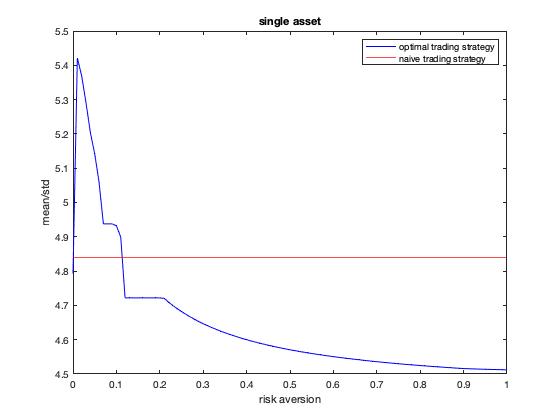 single asset
optimal trading strategy
naive trading strategy
mean/std
5.5
5.4
5.3
5.2
5.1
5
4.9
4.8
4.7
4.6
4.5
0 0.1 0.2 0.3 0.4 0.5 0.6 0.7 0.8 0.9 1
risk aversion